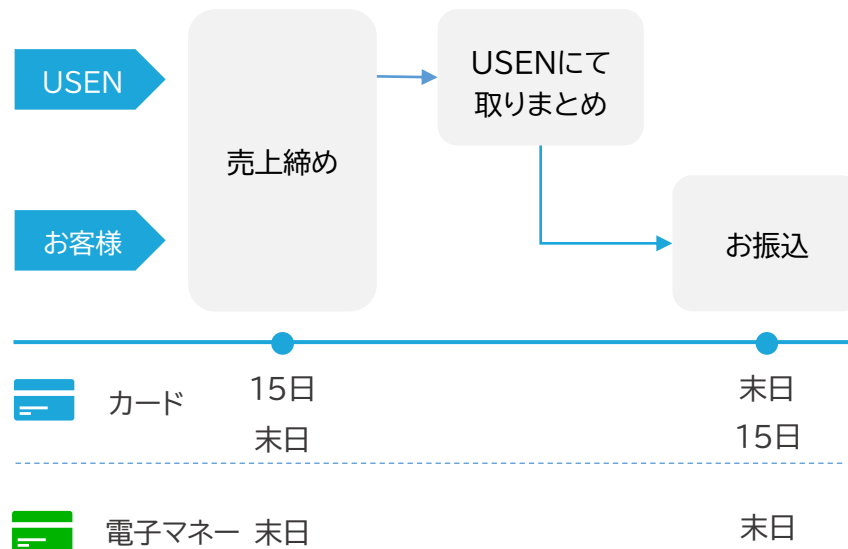 USEN
売上締め
USENにて
取りまとめ
お客様
お振込
カード
15日
末日
末日
15日
電子マネー
末日
末日